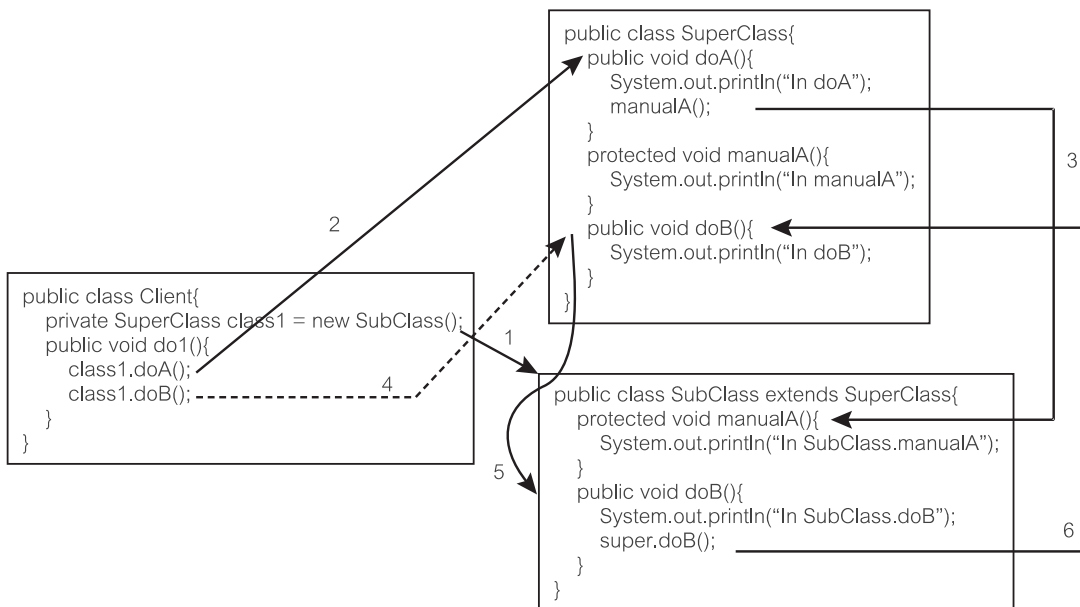 public class SuperClass{
public void doA(){
System.out.println(“In doA”);
manualA();
}
protected void manualA(){
System.out.println(“In manualA”);
}
public void doB(){
System.out.println(“In doB”);
}
}
3
2
public class Client{
private SuperClass class1 = new SubClass();
public void do1(){
class1.doA();
class1.doB();
}
}
1
4
public class SubClass extends SuperClass{
protected void manualA(){
System.out.println(“In SubClass.manualA”);
}
public void doB(){
System.out.println(“In SubClass.doB”);
super.doB();
}
}
5
6